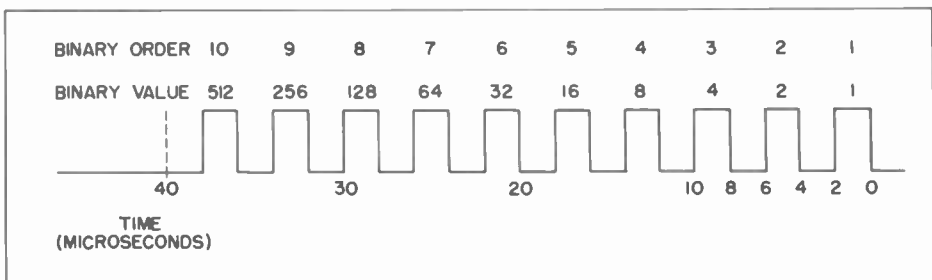 BINARY ORDER 10 9 8 7 6 5 4 3 2 1
BINARY VALUE 512 256 128 64 32 16 8 4 2 1
40 30 20 10 8 6 4 2 0
TIME
(MICROSECONDS)